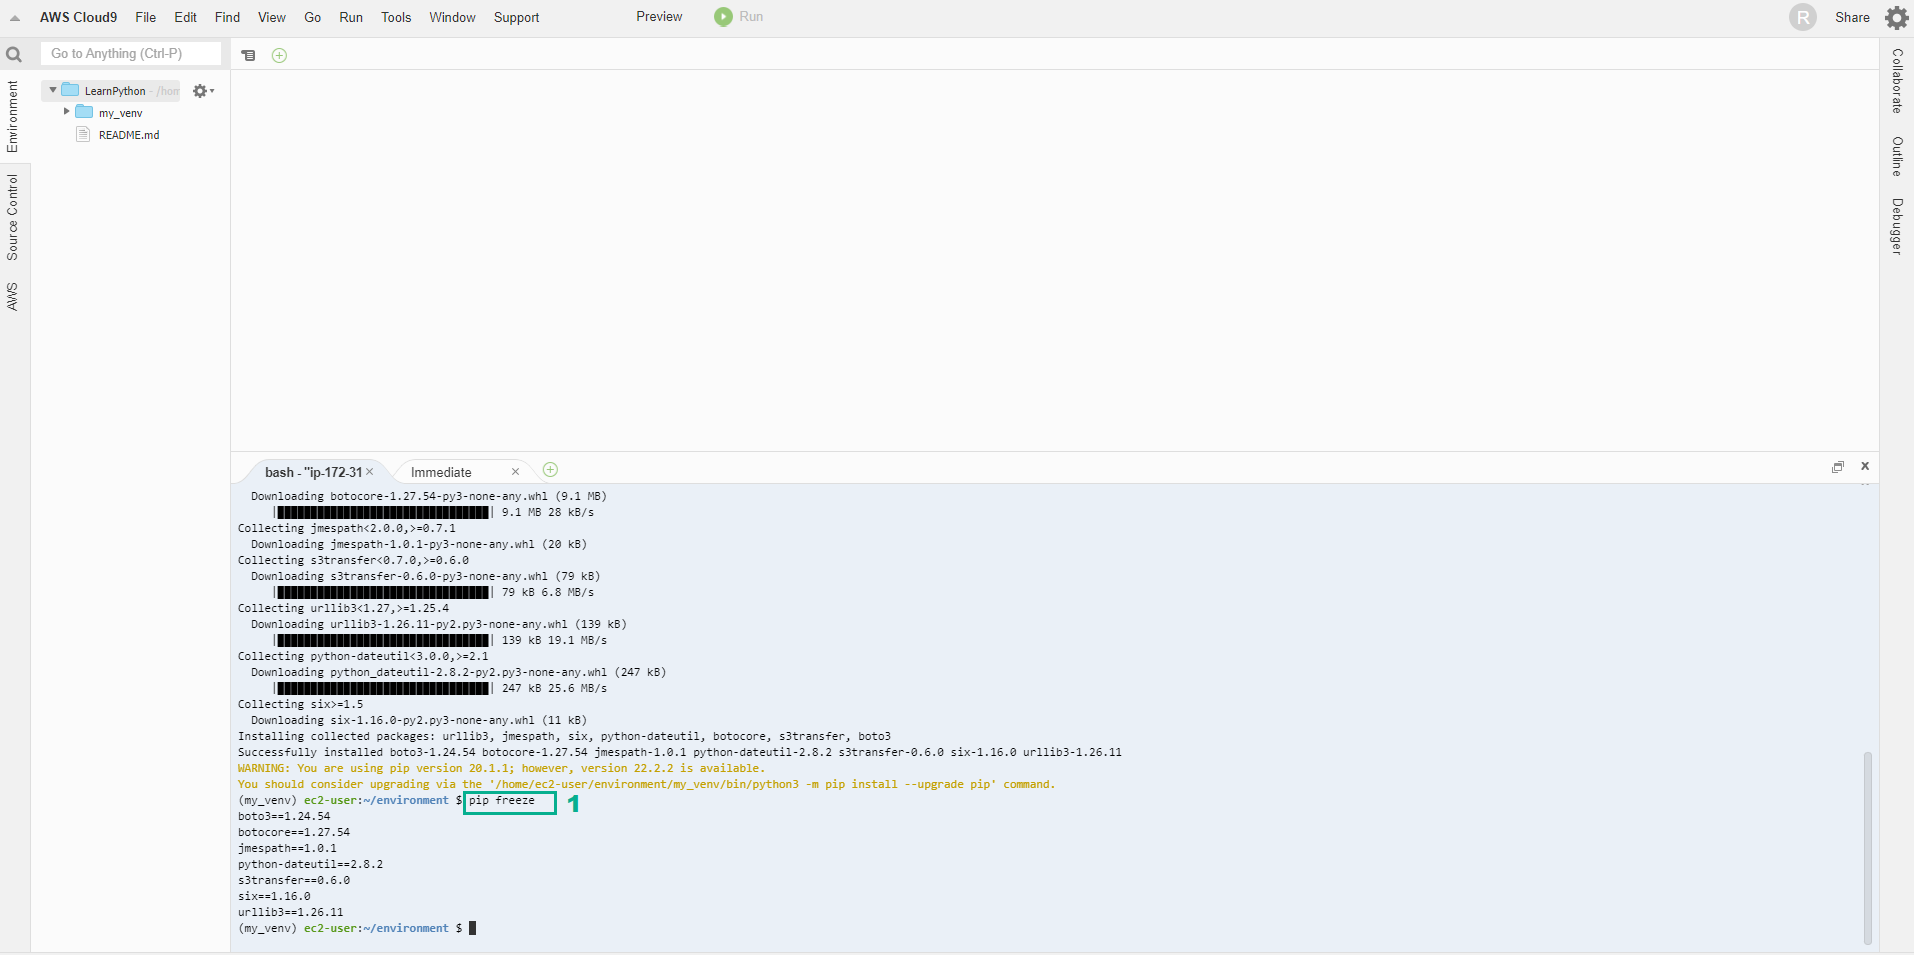 AWS Cloud9 File Edit Find View Go Run Tools Window Support Preview Run R Share
Go to Anything (Ctrl-P)
Environment
Source Control
AWS
LearnPython - /hom
my_venv
README.md
Collaborate
Outline
Debugger
bash - "ip-172-31 × Immediate ×
Downloading botocore-1.27.54-py3-none-any.whl (9.1 MB)
|████████████████████████████████| 9.1 MB 28 kB/s
Collecting jmespath<2.0.0,>=0.7.1
Downloading jmespath-1.0.1-py3-none-any.whl (20 kB)
Collecting s3transfer<0.7.0,>=0.6.0
Downloading s3transfer-0.6.0-py3-none-any.whl (79 kB)
|████████████████████████████████| 79 kB 6.8 MB/s
Collecting urllib3<1.27,>=1.25.4
Downloading urllib3-1.26.11-py2.py3-none-any.whl (139 kB)
|████████████████████████████████| 139 kB 19.1 MB/s
Collecting python-dateutil<3.0.0,>=2.1
Downloading python_dateutil-2.8.2-py2.py3-none-any.whl (247 kB)
|████████████████████████████████| 247 kB 25.6 MB/s
Collecting six>=1.5
Downloading six-1.16.0-py2.py3-none-any.whl (11 kB)
Installing collected packages: urllib3, jmespath, six, python-dateutil, botocore, s3transfer, boto3
Successfully installed boto3-1.24.54 botocore-1.27.54 jmespath-1.0.1 python-dateutil-2.8.2 s3transfer-0.6.0 six-1.16.0 urllib3-1.26.11
WARNING: You are using pip version 20.1.1; however, version 22.2.2 is available.
You should consider upgrading via the '/home/ec2-user/environment/my_venv/bin/python3 -m pip install --upgrade pip' command.
(my_venv) ec2-user:~/environment $ pip freeze 1
boto3==1.24.54
botocore==1.27.54
jmespath==1.0.1
python-dateutil==2.8.2
s3transfer==0.6.0
six==1.16.0
urllib3==1.26.11
(my_venv) ec2-user:~/environment $